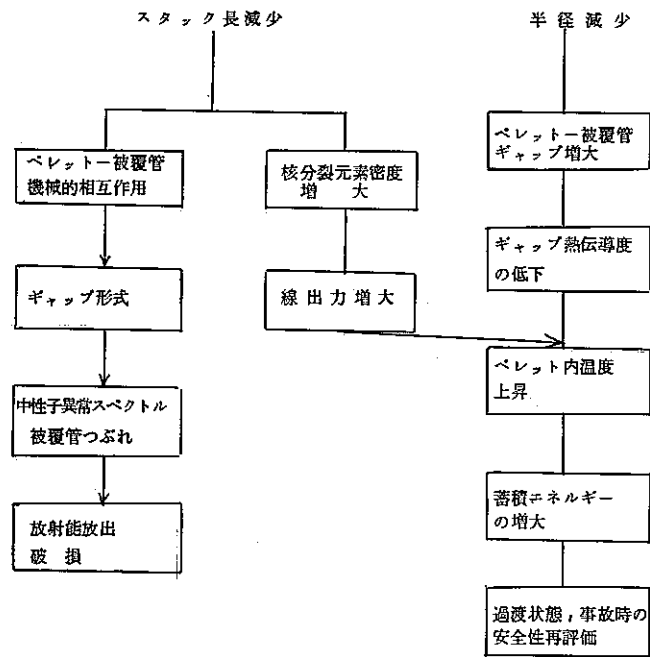 スタック長減少
半径減少
ペレット−被覆管
機械的相互作用
核分裂元素密度
増大
ペレット−被覆管
ギャップ増大
ギャップ形式
線出力増大
ギャップ熱伝導度
の低下
中性子異常スペクトル
被覆管つぶれ
ペレット内温度
上昇
放射能放出
破損
蓄積エネルギー
の増大
過渡状態,事故時の
安全性再評価